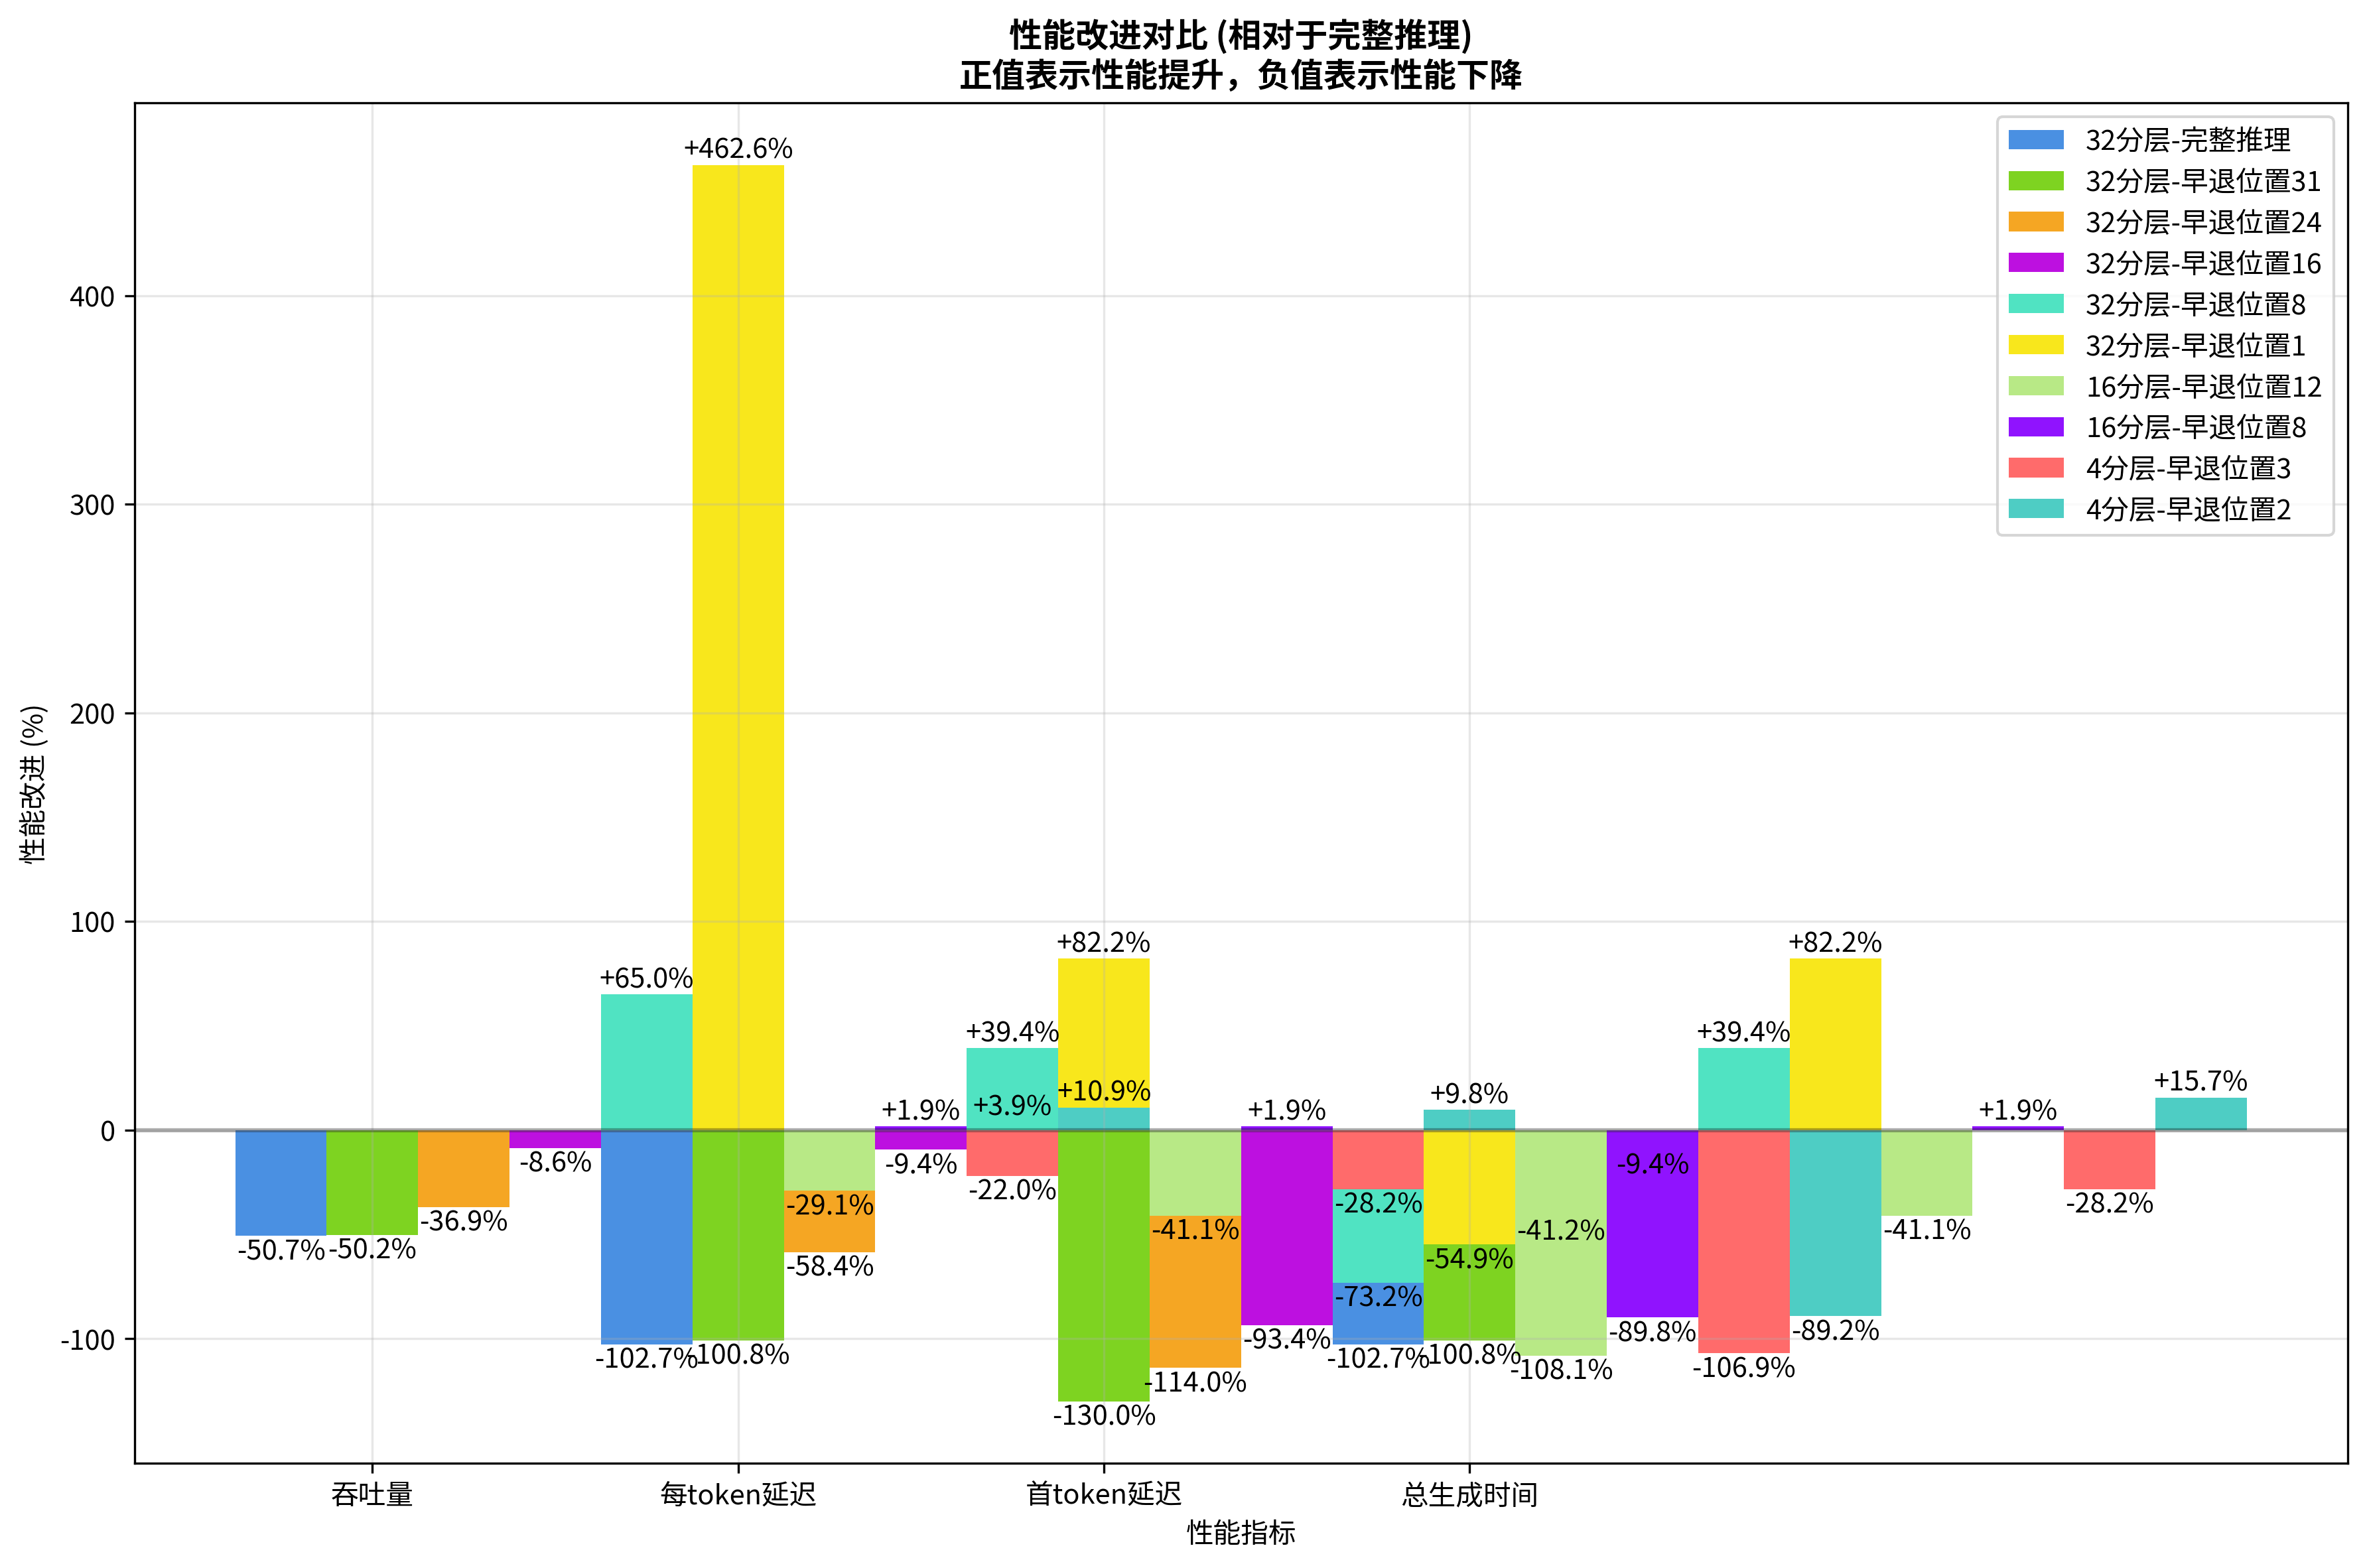 性能改进对比 (相对于完整推理)
正值表示性能提升，负值表示性能下降
性能改进 (%)
400
300
200
100
0
-100
32分层-完整推理
32分层-早退位置31
32分层-早退位置24
32分层-早退位置16
32分层-早退位置8
32分层-早退位置1
16分层-早退位置12
16分层-早退位置8
4分层-早退位置3
4分层-早退位置2
+462.6%
+82.2%
+82.2%
+65.0%
+39.4%
+39.4%
+3.9%
+10.9%
+9.8%
+15.7%
+1.9%
+1.9%
+1.9%
-8.6%
-9.4%
-9.4%
-22.0%
-29.1%
-28.2%
-28.2%
-36.9%
-50.7%
-50.2%
-58.4%
-41.1%
-41.2%
-41.1%
-54.9%
-73.2%
-102.7%
-100.8%
-93.4%
-102.7%
-100.8%
-89.8%
-89.2%
-114.0%
-108.1%
-106.9%
-130.0%
吞吐量
每token延迟
首token延迟
总生成时间
性能指标